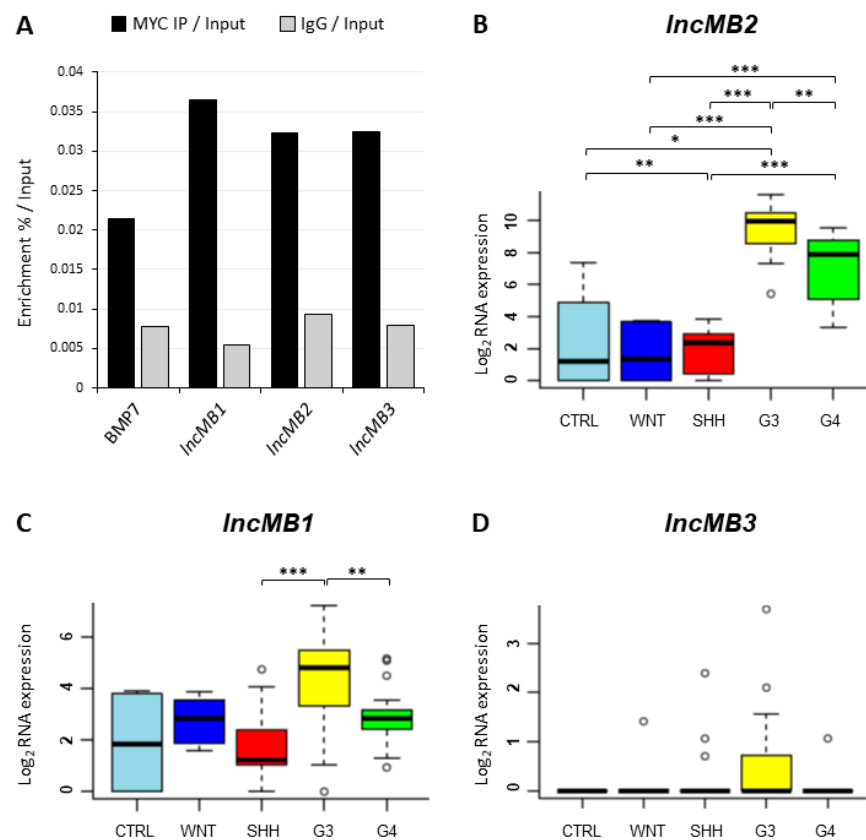 A
MYC IP / Input
IgG / Input
0.04
0.035
0.03
0.025
0.02
0.015
0.01
0.005
0
Enrichment % / Input
BMP7
lncMB1
lncMB2
lncMB3
B
lncMB2
***
*** **
***
*
** ***
10
8
6
4
2
0
Log2 RNA expression
CTRL WNT SHH G3 G4
C
lncMB1
*** **
6
4
2
0
Log2 RNA expression
CTRL WNT SHH G3 G4
D
lncMB3
3
2
1
0
Log2 RNA expression
CTRL WNT SHH G3 G4